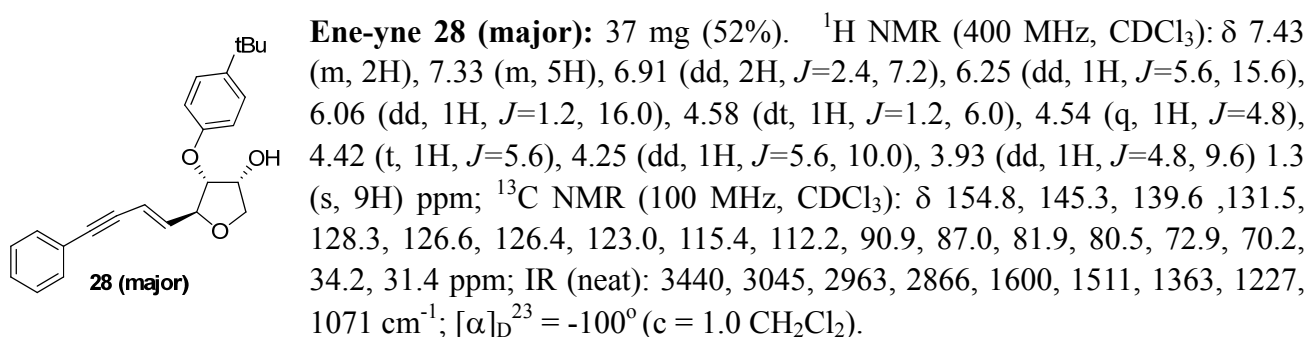 tBu
O
OH
O
28 (major)
Ene-yne 28 (major): 37 mg (52%). ¹H NMR (400 MHz, CDCl₃): δ 7.43
(m, 2H), 7.33 (m, 5H), 6.91 (dd, 2H, J=2.4, 7.2), 6.25 (dd, 1H, J=5.6, 15.6),
6.06 (dd, 1H, J=1.2, 16.0), 4.58 (dt, 1H, J=1.2, 6.0), 4.54 (q, 1H, J=4.8),
4.42 (t, 1H, J=5.6), 4.25 (dd, 1H, J=5.6, 10.0), 3.93 (dd, 1H, J=4.8, 9.6) 1.3
(s, 9H) ppm; ¹³C NMR (100 MHz, CDCl₃): δ 154.8, 145.3, 139.6 ,131.5,
128.3, 126.6, 126.4, 123.0, 115.4, 112.2, 90.9, 87.0, 81.9, 80.5, 72.9, 70.2,
34.2, 31.4 ppm; IR (neat): 3440, 3045, 2963, 2866, 1600, 1511, 1363, 1227,
1071 cm⁻¹; [α]D²³ = -100° (c = 1.0 CH₂Cl₂).